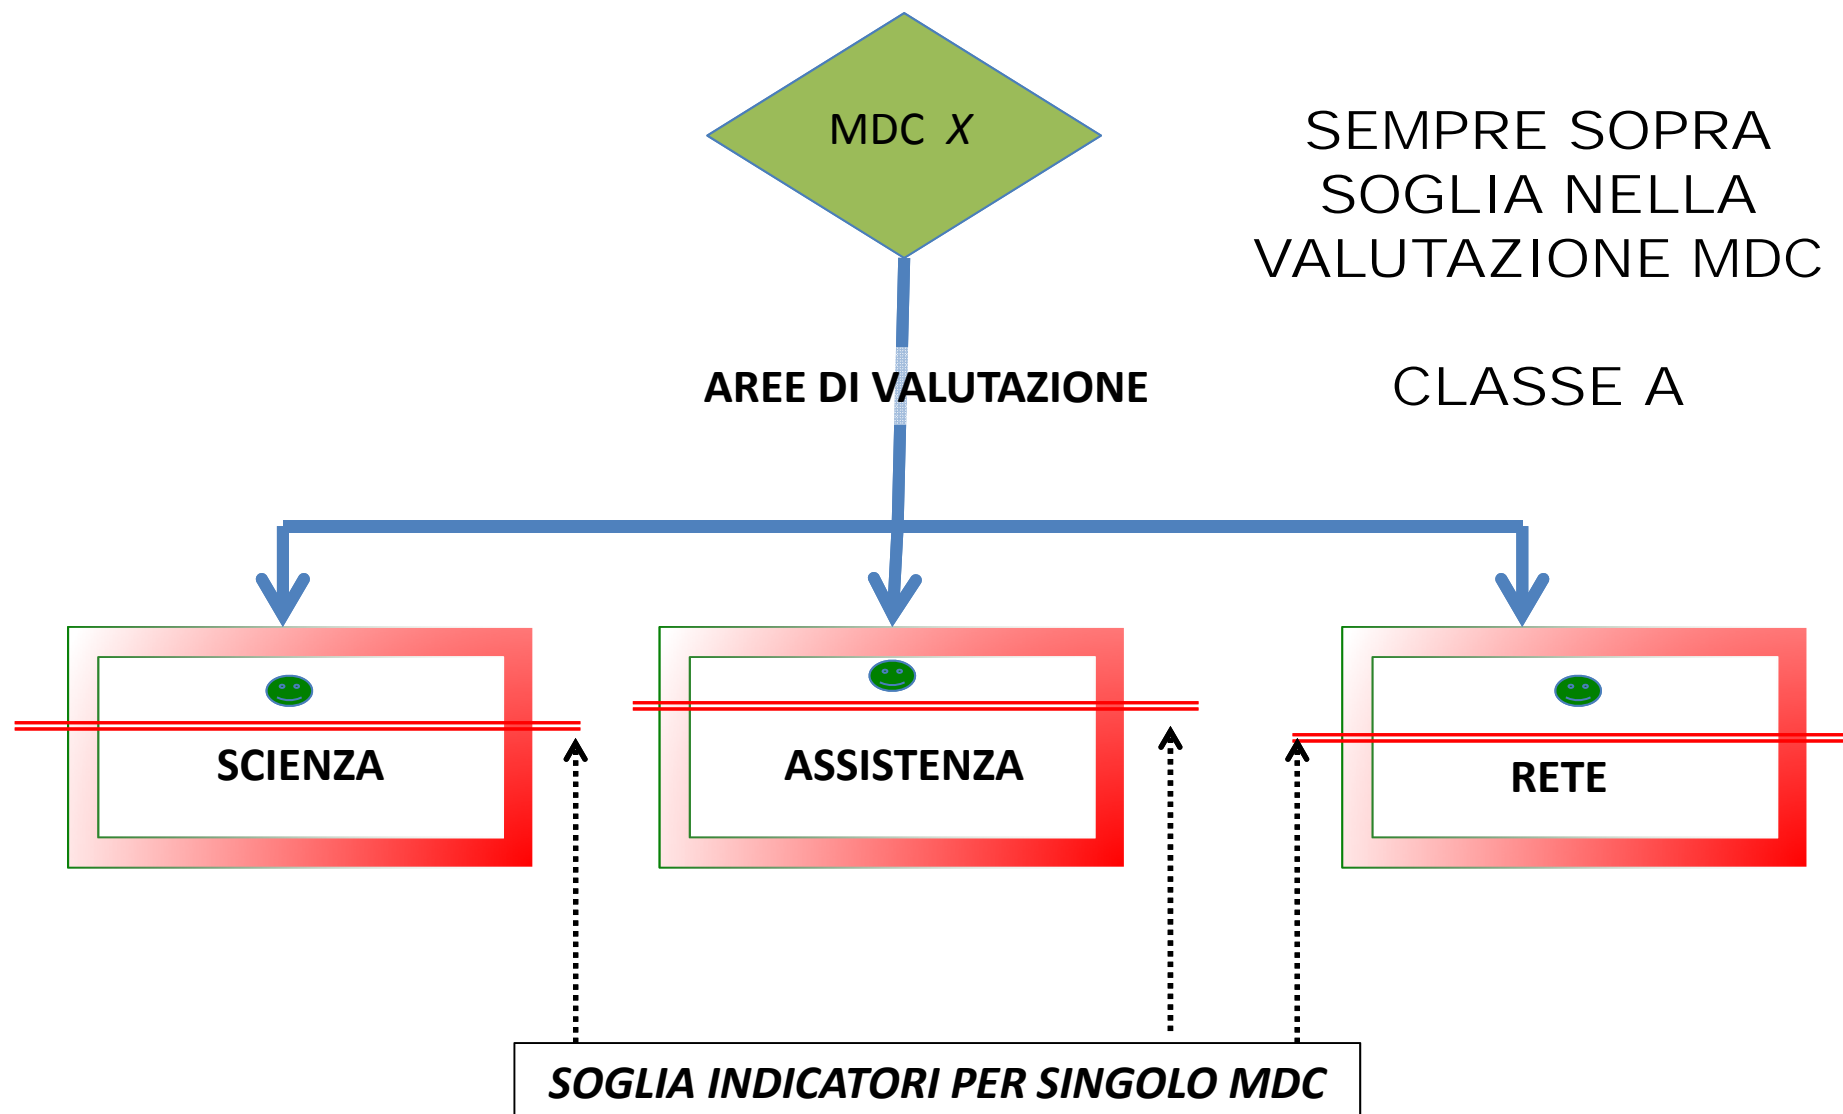 MDC X
SEMPRE SOPRA
SOGLIA NELLA
VALUTAZIONE MDC
CLASSE A
AREE DI VALUTAZIONE
SCIENZA
ASSISTENZA
RETE
SOGLIA INDICATORI PER SINGOLO MDC